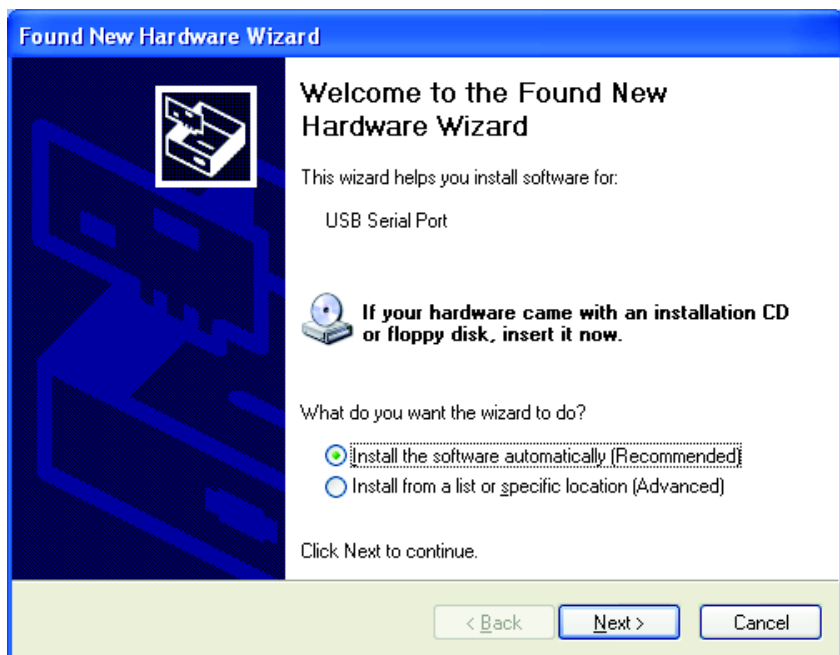 Found New Hardware Wizard
Welcome to the Found New
Hardware Wizard
This wizard helps you install software for:
USB Serial Port
If your hardware came with an installation CD
or floppy disk, insert it now.
What do you want the wizard to do?
Install the software automatically (Recommended)
Install from a list or specific location (Advanced)
Click Next to continue.
< Back Next > Cancel